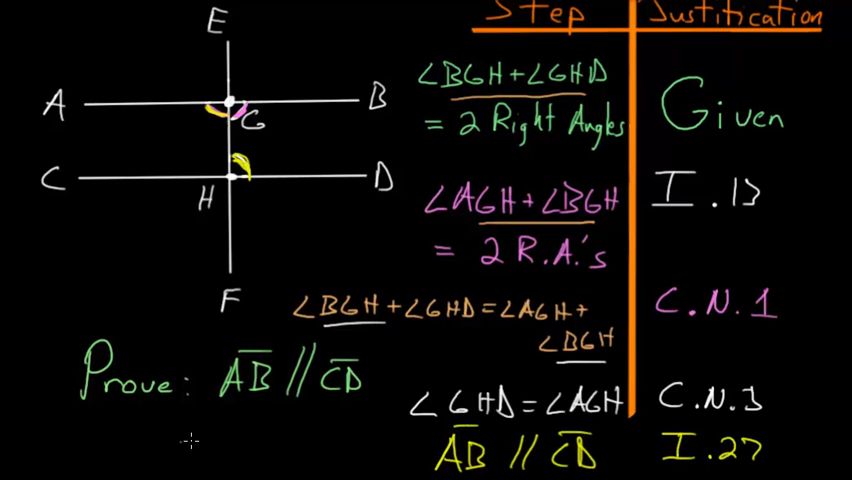 Step
Justification
E
A
B
G
C
D
H
F
∠BGH+∠GHD
= 2 Right Angles
Given
∠AGH+∠BGH
= 2 R.A.'s
I.13
∠BGH+∠GHD=∠AGH+
∠BGH
C.N.1
Prove: AB // CD
∠GHD=∠AGH
C.N.3
AB // CD
I.27